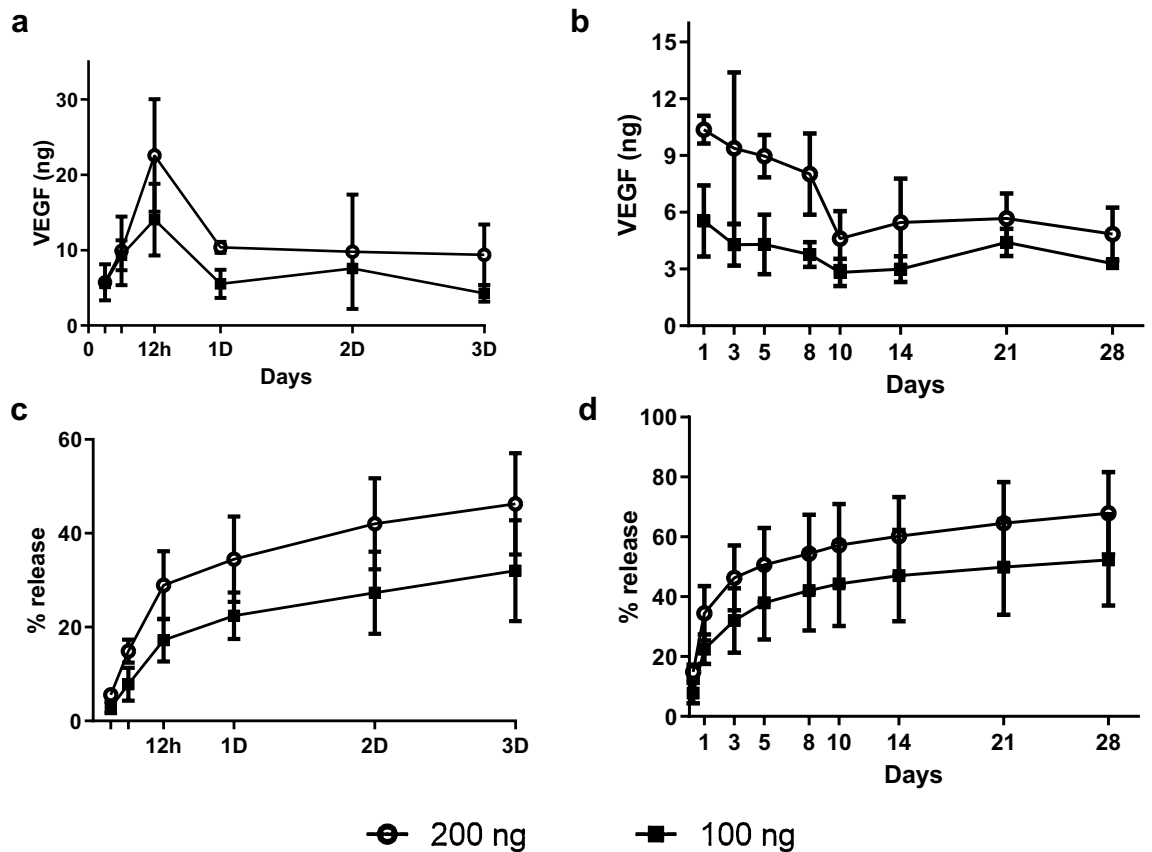 a
VEGF (ng)
30
20
10
0
0 12h 1D 2D 3D
Days
b
VEGF (ng)
15
12
9
6
3
0
1 3 5 8 10 14 21 28
Days
c
% release
60
40
20
0
12h 1D 2D 3D
d
% release
100
80
60
40
20
0
1 3 5 8 10 14 21 28
Days
200 ng 100 ng